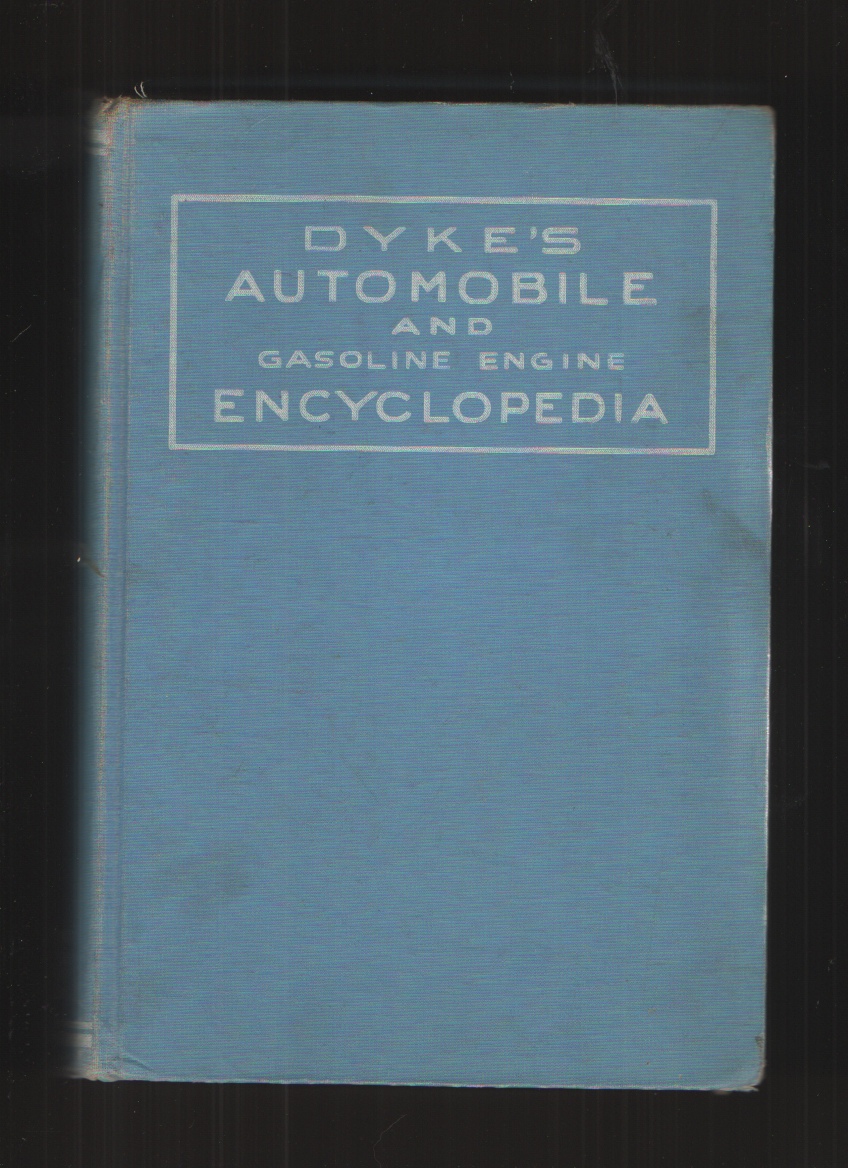 DYKE'S
AUTOMOBILE
AND
GASOLINE ENGINE
ENCYCLOPEDIA